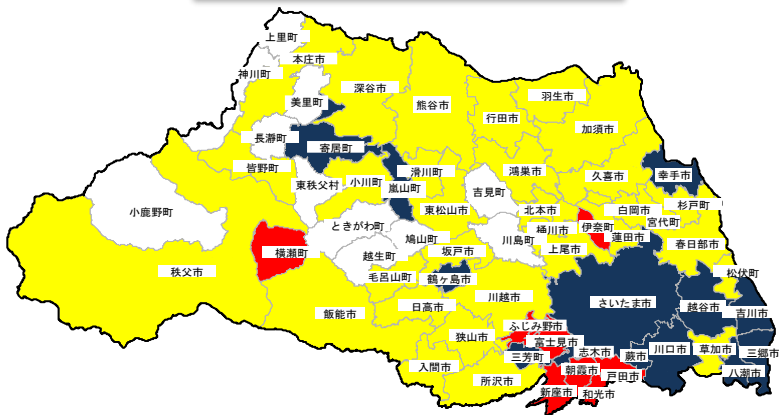 上里町
本庄市
神川町
深谷市
美里町
熊谷市
羽生市
行田市
加須市
長瀞町
寄居町
皆野町
滑川町
鴻巣市
久喜市
幸手市
東秩父村
小川町
嵐山町
吉見町
小鹿野町
東松山市
北本市
白岡市
杉戸町
ときがわ町
鳩山町
川島町
桶川市
伊奈町
宮代町
蓮田市
横瀬町
越生町
坂戸市
上尾市
春日部市
秩父市
毛呂山町
鶴ヶ島市
松伏町
飯能市
日高市
川越市
さいたま市
越谷市
吉川市
ふじみ野市
狭山市
富士見市
三芳町
志木市
蕨市
川口市
草加市
三郷市
入間市
朝霞市
戸田市
八潮市
所沢市
新座市
和光市